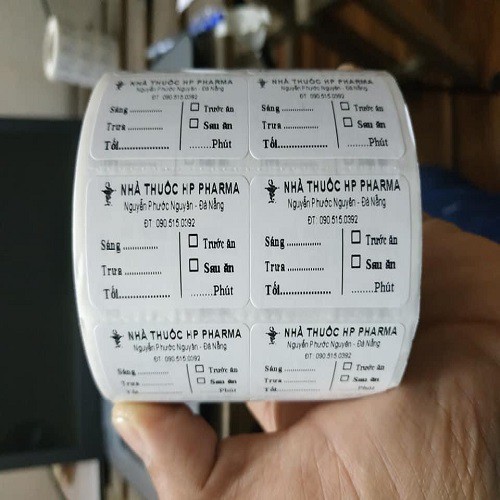 NHÀ THUỐC HP PHARMA
Nguyễn Phước Nguyên - Đà Nẵng
ĐT: 090.515.0392
Sáng .............. □ Trước ăn
Trưa .............. □ Sau ăn
Tối................... ........Phút
NHÀ THUỐC HP PHARMA
Nguyễn Phước Nguyên - Đà Nẵng
ĐT: 090.515.0392
Sáng .............. □ Trước ăn
Trưa .............. □ Sau ăn
Tối................... ........Phút
NHÀ THUỐC HP PHARMA
Nguyễn Phước Nguyên - Đà Nẵng
ĐT: 090.515.0392
Sáng .............. □ Trước ăn
Trưa .............. □ Sau ăn
Tối................... ........Phút
NHÀ THUỐC HP PHARMA
Nguyễn Phước Nguyên - Đà Nẵng
ĐT: 090.515.0392
Sáng .............. □ Trước ăn
Trưa .............. □ Sau ăn
Tối................... ........Phút
NHÀ THUỐC HP PHARMA
Nguyễn Phước Nguyên - Đà Nẵng
ĐT: 090.515.0392
Sáng .............. □ Trước ăn
Trưa .............. □ Sau ăn
NHÀ THUỐC HP PHARMA
Nguyễn Phước Nguyên - Đà Nẵng
ĐT: 090.515.0392
Sáng .............. □ Trước ăn
Trưa .............. □ Sau ăn